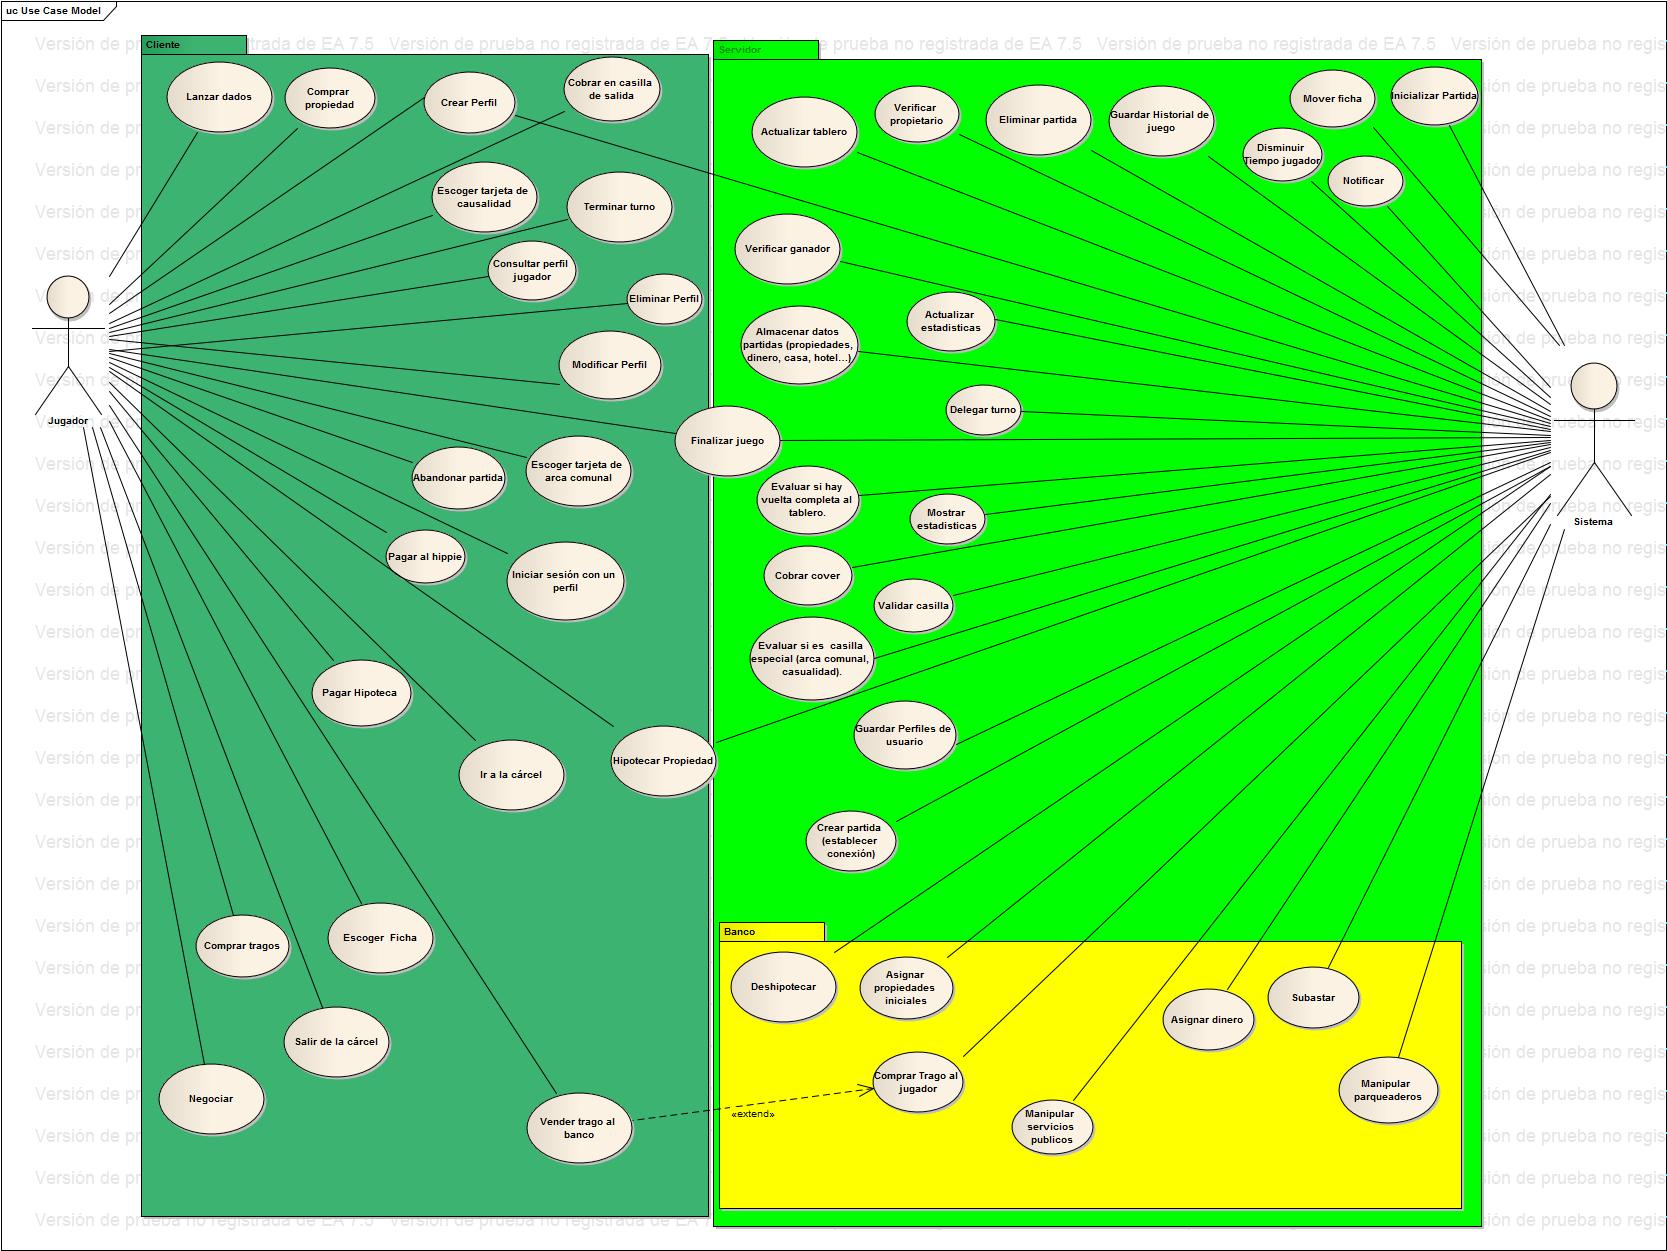 uc Use Case Model
Cliente
Servidor
Lanzar dados
Comprar
propiedad
Crear Perfil
Cobrar en casilla
de salida
Escoger tarjeta de
causalidad
Terminar turno
Consultar perfil
jugador
Eliminar Perfil
Modificar Perfil
Jugador
Finalizar juego
Abandonar partida
Escoger tarjeta de
arca comunal
Pagar al hippie
Iniciar sesión con un
perfil
Pagar Hipoteca
Ir a la cárcel
Hipotecar Propiedad
Comprar tragos
Escoger Ficha
Salir de la cárcel
Negociar
Vender trago al
banco
Actualizar tablero
Verificar
propietario
Eliminar partida
Guardar Historial de
juego
Disminuir
Tiempo jugador
Mover ficha
Inicializar Partida
Notificar
Verificar ganador
Actualizar
estadisticas
Almacenar datos
partidas (propiedades,
dinero, casa, hotel...)
Delegar turno
Evaluar si hay
vuelta completa al
tablero.
Mostrar
estadisticas
Cobrar cover
Validar casilla
Evaluar si es casilla
especial (arca comunal,
casualidad).
Guardar Perfiles de
usuario
Crear partida
(establecer
conexión)
Sistema
Banco
Deshipotecar
Asignar
propiedades
iniciales
Comprar Trago al
jugador
«extend»
Manipular
servicios
publicos
Asignar dinero
Subastar
Manipular
parqueaderos
Versión de prueba no registrada de EA 7.5